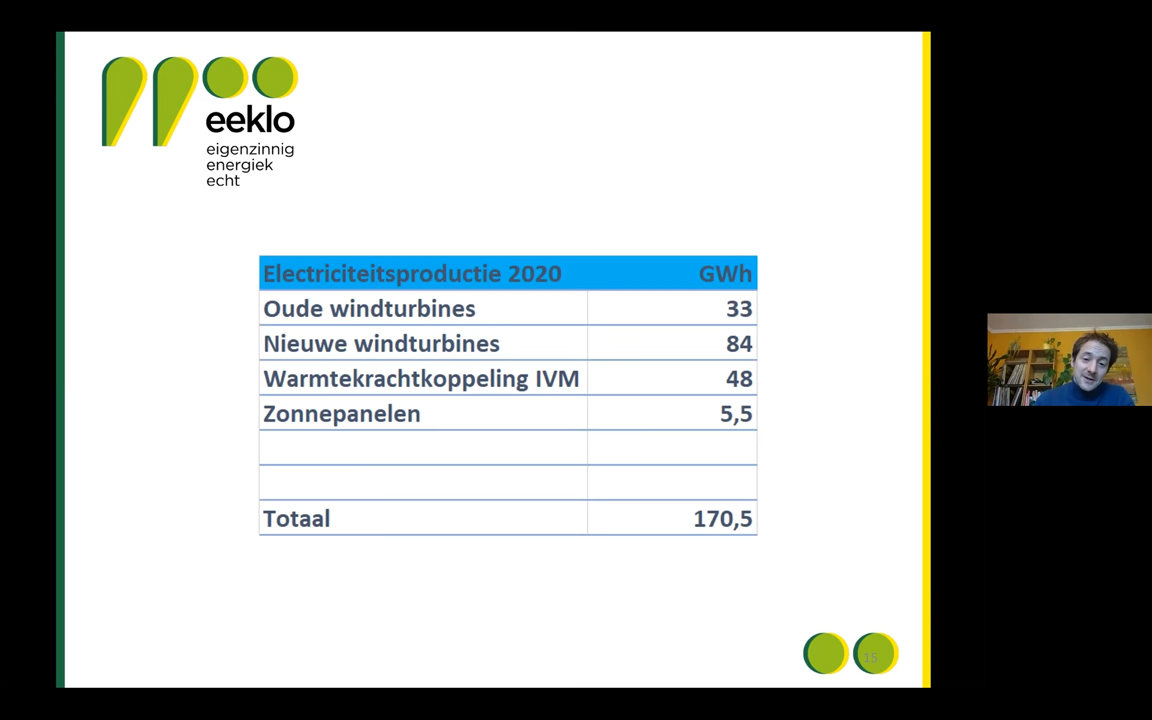 eeklo
eigenzinnig
energiek
echt
Electriciteitsproductie 2020 GWh
Oude windturbines 33
Nieuwe windturbines 84
Warmtekrachtkoppeling IVM 48
Zonnepanelen 5,5
Totaal 170,5
15